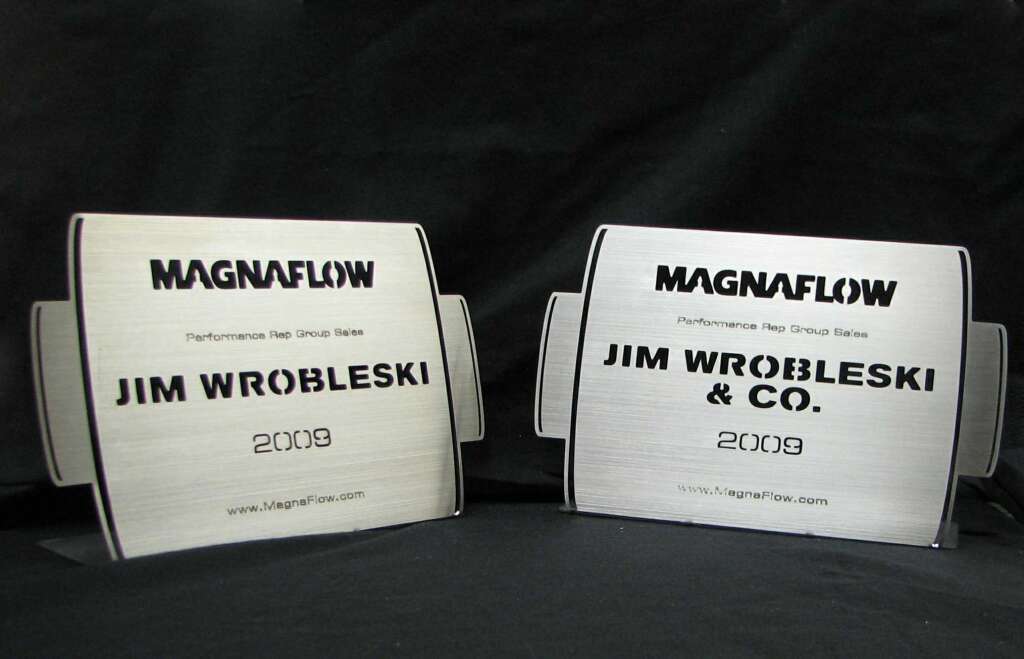 MAGNAFLOW
Performance Rep Group Sales
JIM WROBLESKI
2009
www.MagnaFlow.com
MAGNAFLOW
Performance Rep Group Sales
JIM WROBLESKI
& CO.
2009
www.MagnaFlow.com